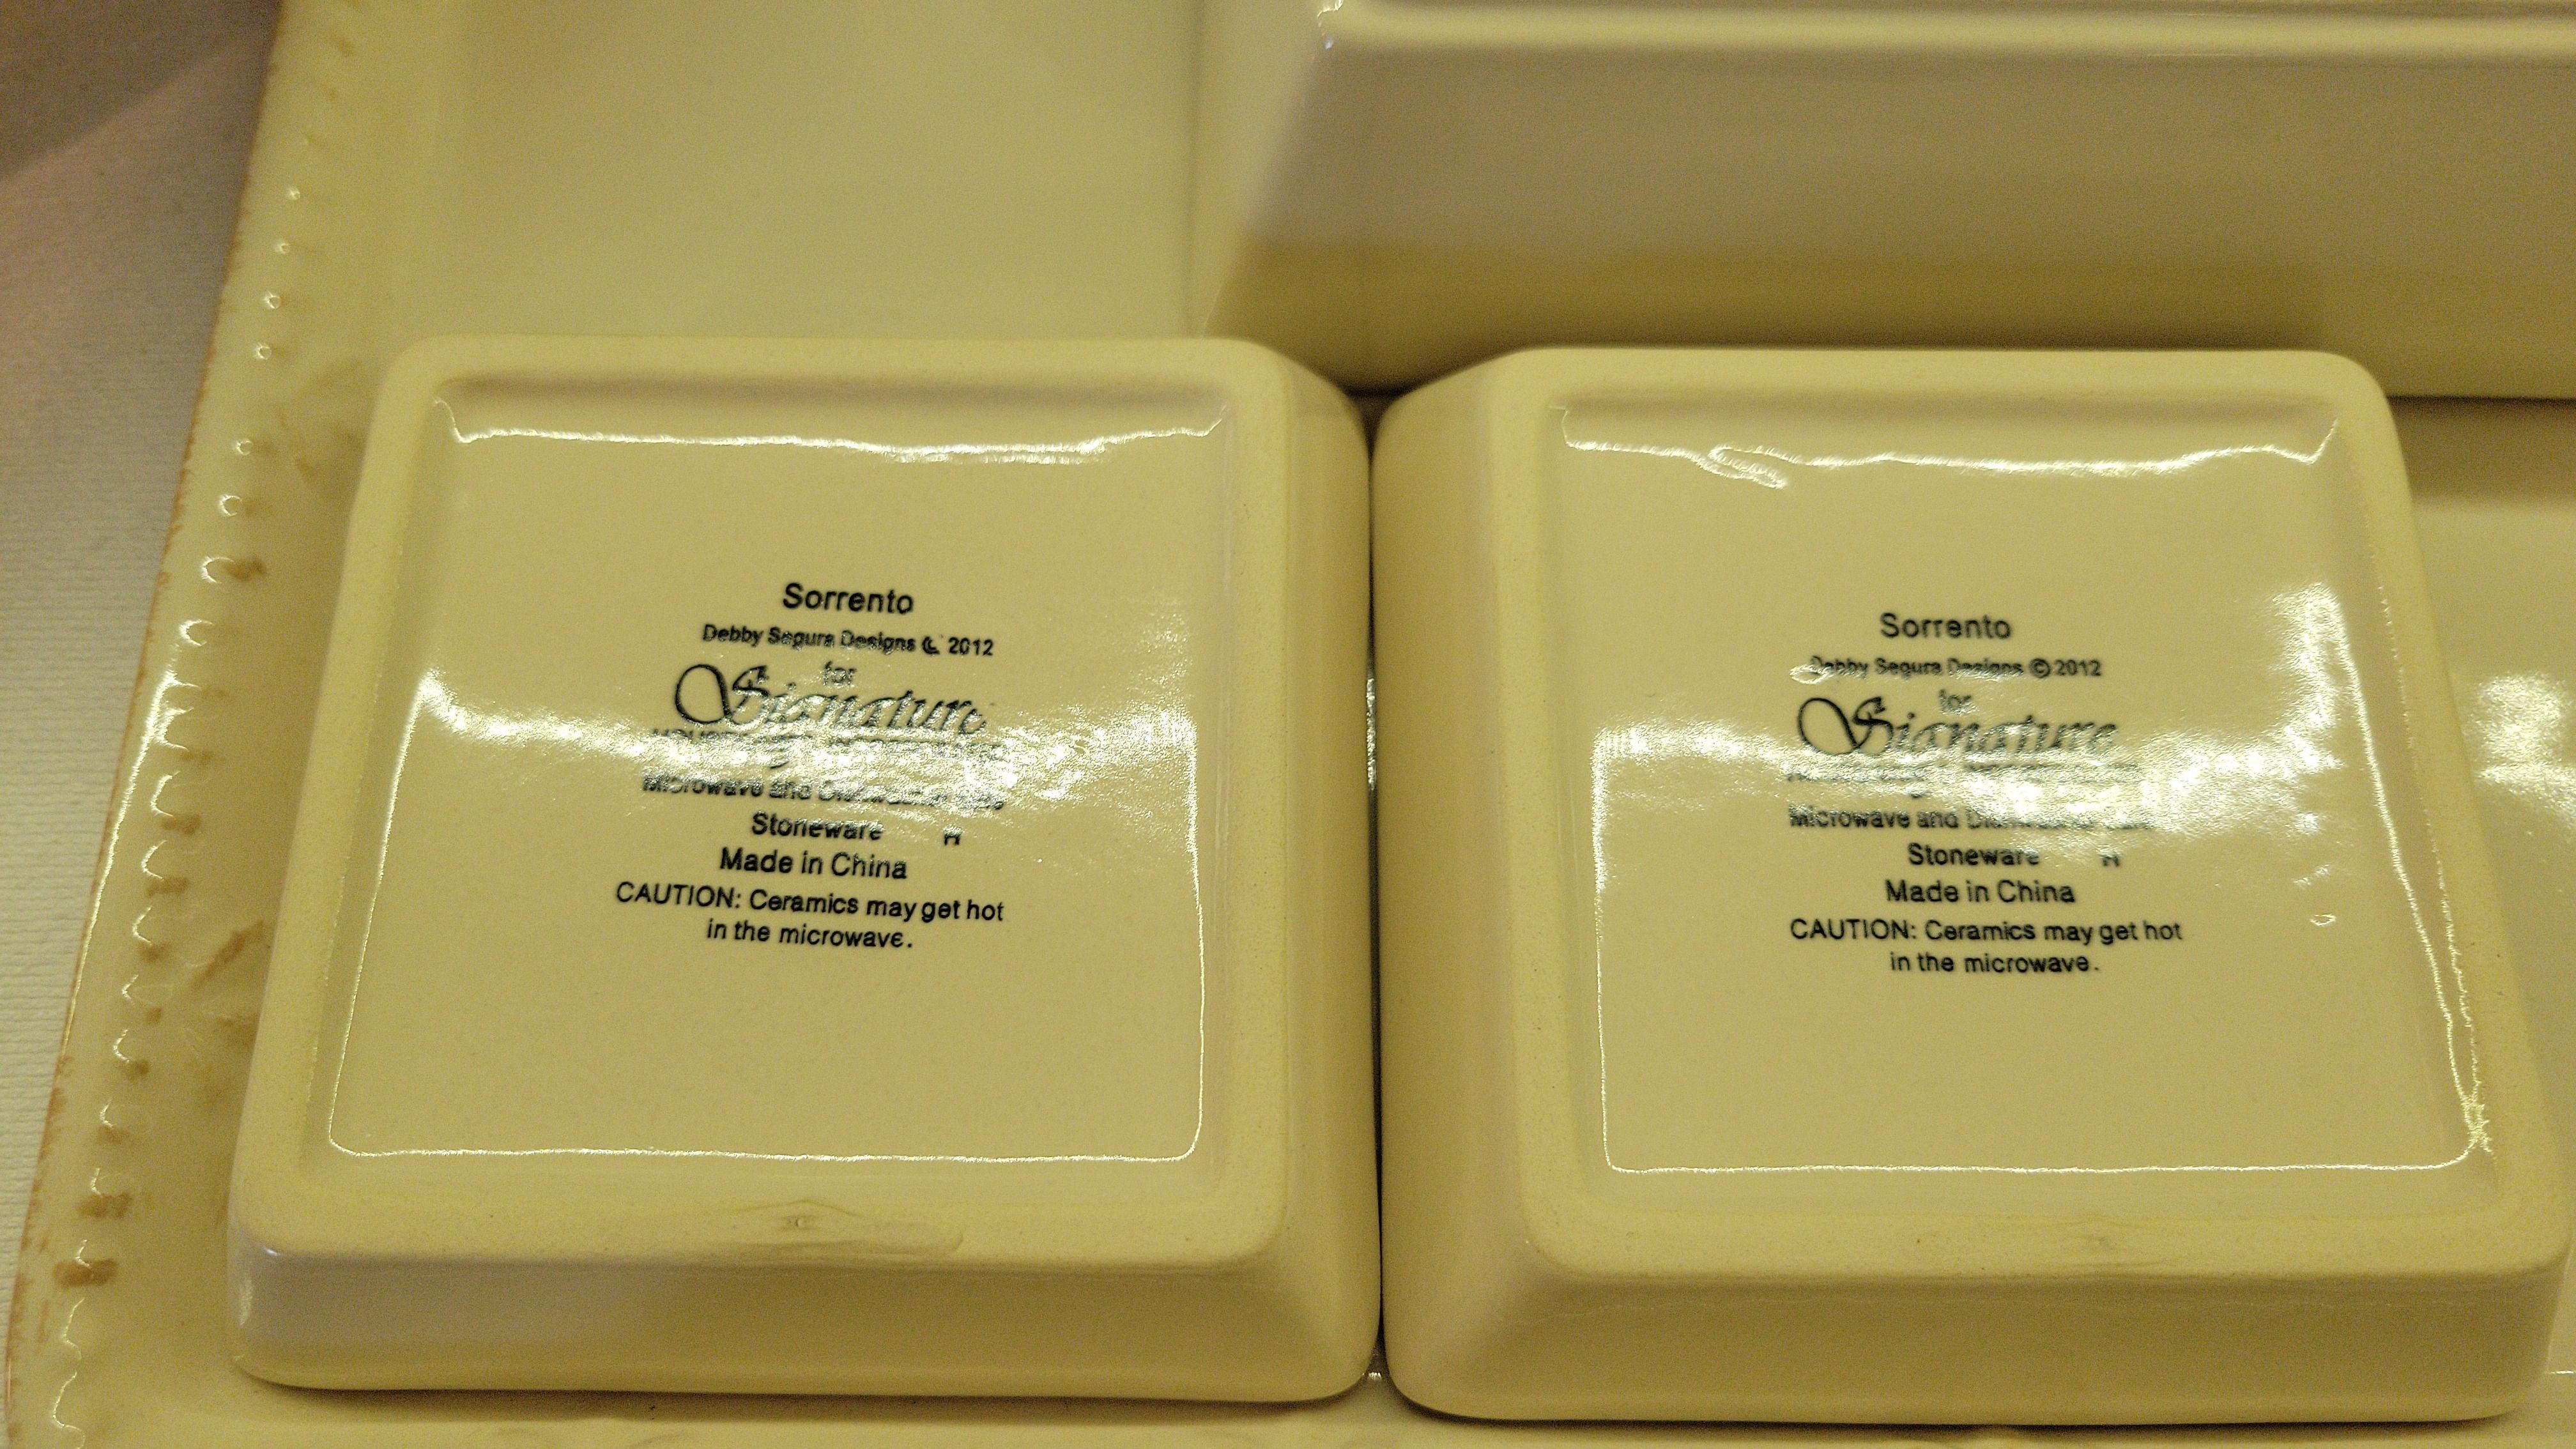 Sorrento
Debby Segura Designs © 2012
for
Signature
Microwave and
Stoneware
Made in China
CAUTION: Ceramics may get hot
in the microwave.
Sorrento
Debby Segura Designs © 2012
for
Signature
Microwave and
Stoneware
Made in China
CAUTION: Ceramics may get hot
in the microwave.